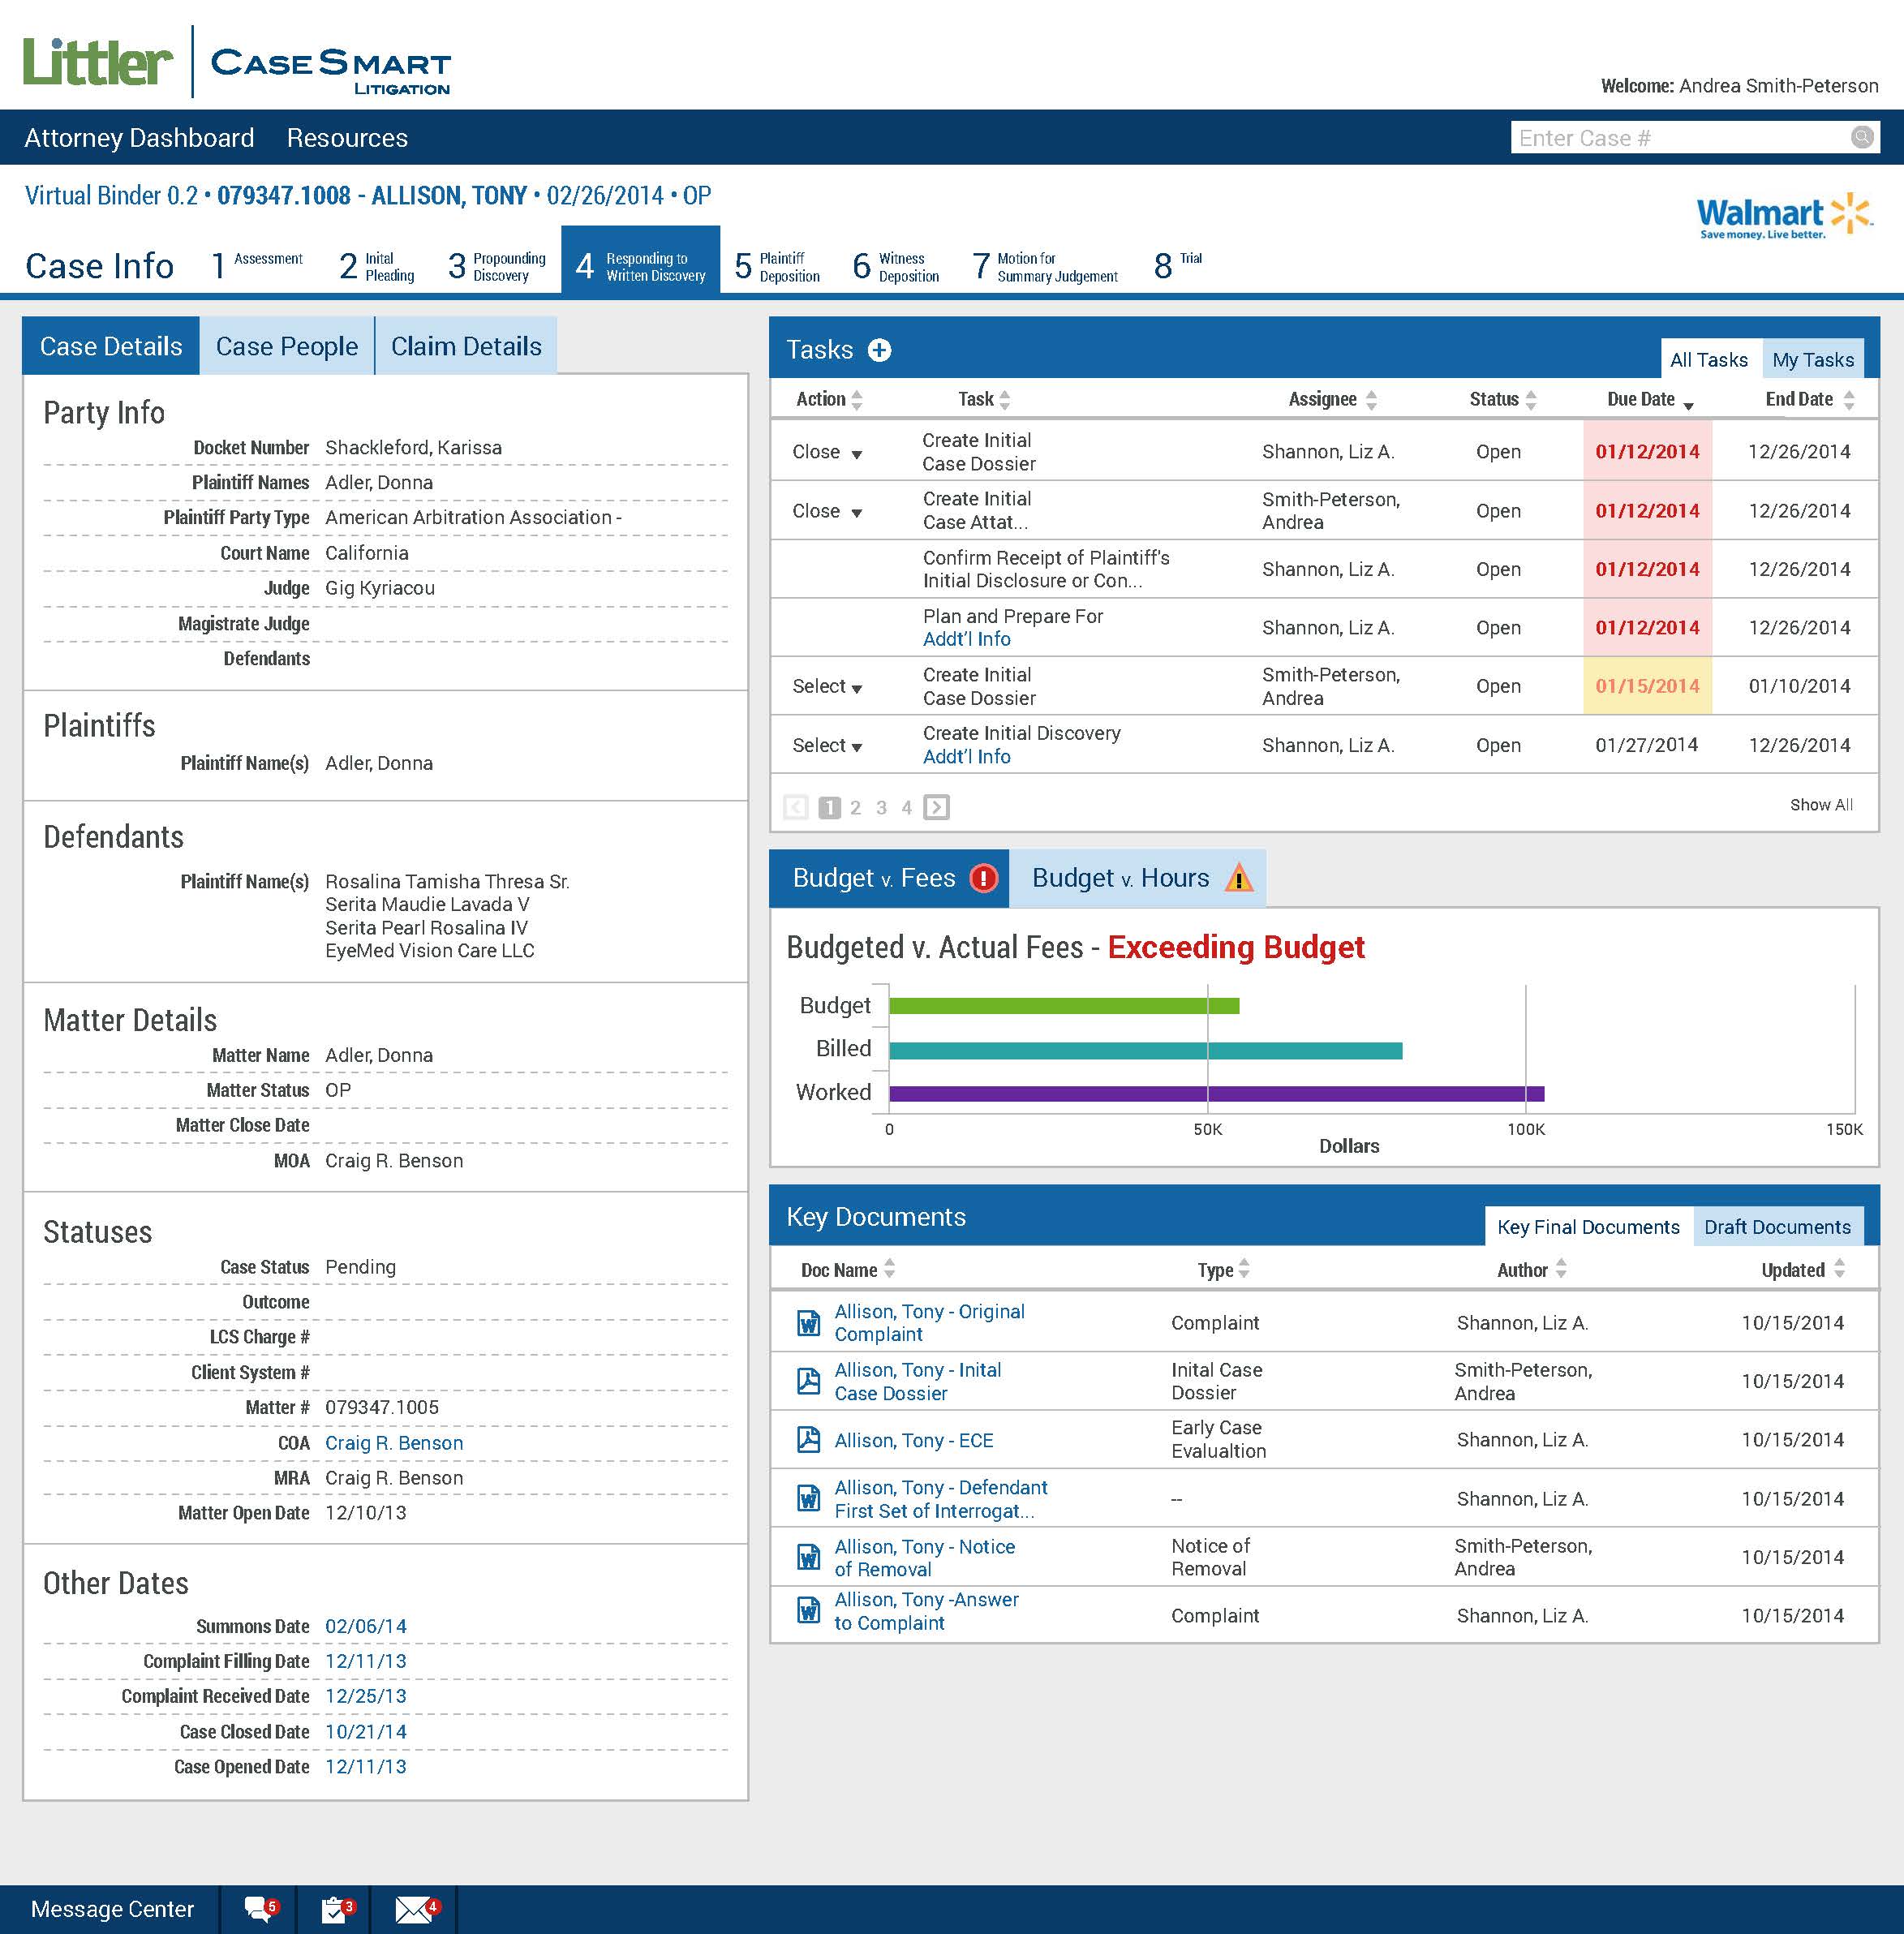 Littler
CASESMART
LITIGATION
Welcome: Andrea Smith-Peterson
Attorney Dashboard Resources
Enter Case #
Virtual Binder 0.2 • 079347.1008 - ALLISON, TONY • 02/26/2014 • OP
Walmart
Save money. Live better.
Case Info
1 Assessment
2 Inital
Pleading
3 Propounding
Discovery
4 Responding to
Written Discovery
5 Plaintiff
Deposition
6 Witness
Deposition
7 Motion for
Summary Judgement
8 Trial
Case Details Case People Claim Details
Party Info
Docket Number Shackleford, Karissa
Plaintiff Names Adler, Donna
Plaintiff Party Type American Arbitration Association -
Court Name California
Judge Gig Kyriacou
Magistrate Judge
Defendants
Plaintiffs
Plaintiff Name(s) Adler, Donna
Defendants
Plaintiff Name(s) Rosalina Tamisha Thresa Sr.
Serita Maudie Lavada V
Serita Pearl Rosalina IV
EyeMed Vision Care LLC
Matter Details
Matter Name Adler, Donna
Matter Status OP
Matter Close Date
MOA Craig R. Benson
Statuses
Case Status Pending
Outcome
LCS Charge #
Client System #
Matter # 079347.1005
COA Craig R. Benson
MRA Craig R. Benson
Matter Open Date 12/10/13
Other Dates
Summons Date 02/06/14
Complaint Filling Date 12/11/13
Complaint Received Date 12/25/13
Case Closed Date 10/21/14
Case Opened Date 12/11/13
Tasks
All Tasks My Tasks
Action Task Assignee Status Due Date End Date
Close Create Initial
Case Dossier Shannon, Liz A. Open 01/12/2014 12/26/2014
Close Create Initial
Case Attat... Smith-Peterson,
Andrea Open 01/12/2014 12/26/2014
Confirm Receipt of Plaintiff's
Initial Disclosure or Con... Shannon, Liz A. Open 01/12/2014 12/26/2014
Plan and Prepare For
Addt'l Info Shannon, Liz A. Open 01/12/2014 12/26/2014
Select Create Initial
Case Dossier Smith-Peterson,
Andrea Open 01/15/2014 01/10/2014
Select Create Initial Discovery
Addt'l Info Shannon, Liz A. Open 01/27/2014 12/26/2014
1 2 3 4
Show All
Budget v. Fees Budget v. Hours
Budgeted v. Actual Fees - Exceeding Budget
Budget
Billed
Worked
0 50K 100K 150K
Dollars
Key Documents
Key Final Documents Draft Documents
Doc Name Type Author Updated
Allison, Tony - Original
Complaint Complaint Shannon, Liz A. 10/15/2014
Allison, Tony - Inital
Case Dossier Inital Case
Dossier Smith-Peterson,
Andrea 10/15/2014
Allison, Tony - ECE Early Case
Evalualtion Shannon, Liz A. 10/15/2014
Allison, Tony - Defendant
First Set of Interrogat... -- Shannon, Liz A. 10/15/2014
Allison, Tony - Notice
of Removal Notice of
Removal Smith-Peterson,
Andrea 10/15/2014
Allison, Tony -Answer
to Complaint Complaint Shannon, Liz A. 10/15/2014
Message Center 5 3 4